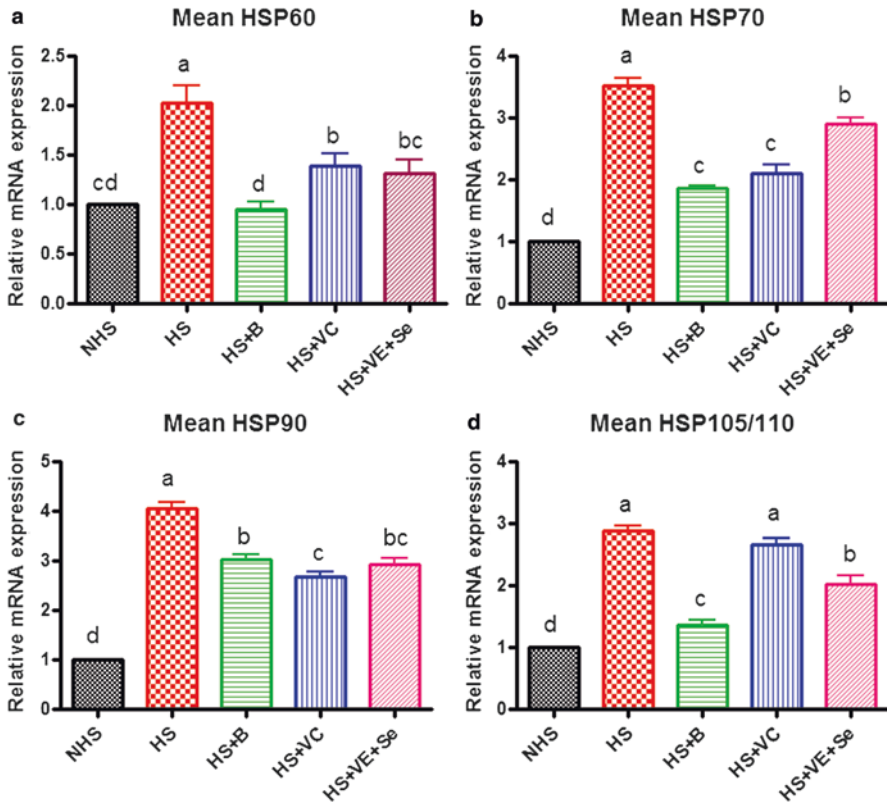 a
Mean HSP60
Relative mRNA expression
2.5
2.0
1.5
1.0
0.5
0.0
cd
a
d
b
bc
NHS
HS
HS+B
HS+VC
HS+VE+Se
b
Mean HSP70
Relative mRNA expression
4
3
2
1
0
d
a
c
c
b
NHS
HS
HS+B
HS+VC
HS+VE+Se
c
Mean HSP90
Relative mRNA expression
5
4
3
2
1
0
d
a
b
c
bc
NHS
HS
HS+B
HS+VC
HS+VE+Se
d
Mean HSP105/110
Relative mRNA expression
4
3
2
1
0
d
a
c
a
b
NHS
HS
HS+B
HS+VC
HS+VE+Se